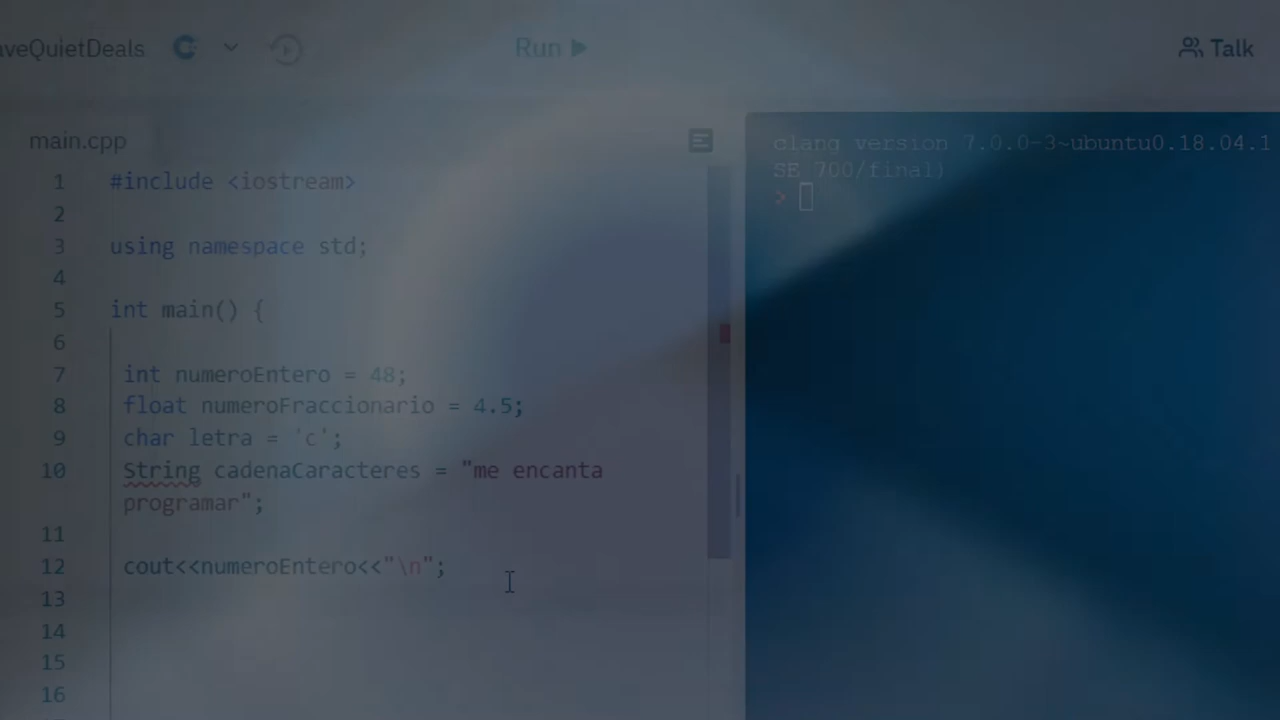 aveQuietDeals
Run
Talk
main.cpp
1 #include <iostream>
2
3 using namespace std;
4
5 int main() {
6
7 int numeroEntero = 48;
8 float numeroFraccionario = 4.5;
9 char letra = 'c';
10 String cadenaCaracteres = "me encanta
programar";
11
12 cout<<numeroEntero<<"\n";
13
14
15
16
clang version 7.0.0-3~ubuntu0.18.04.1
SE_700/final)
>